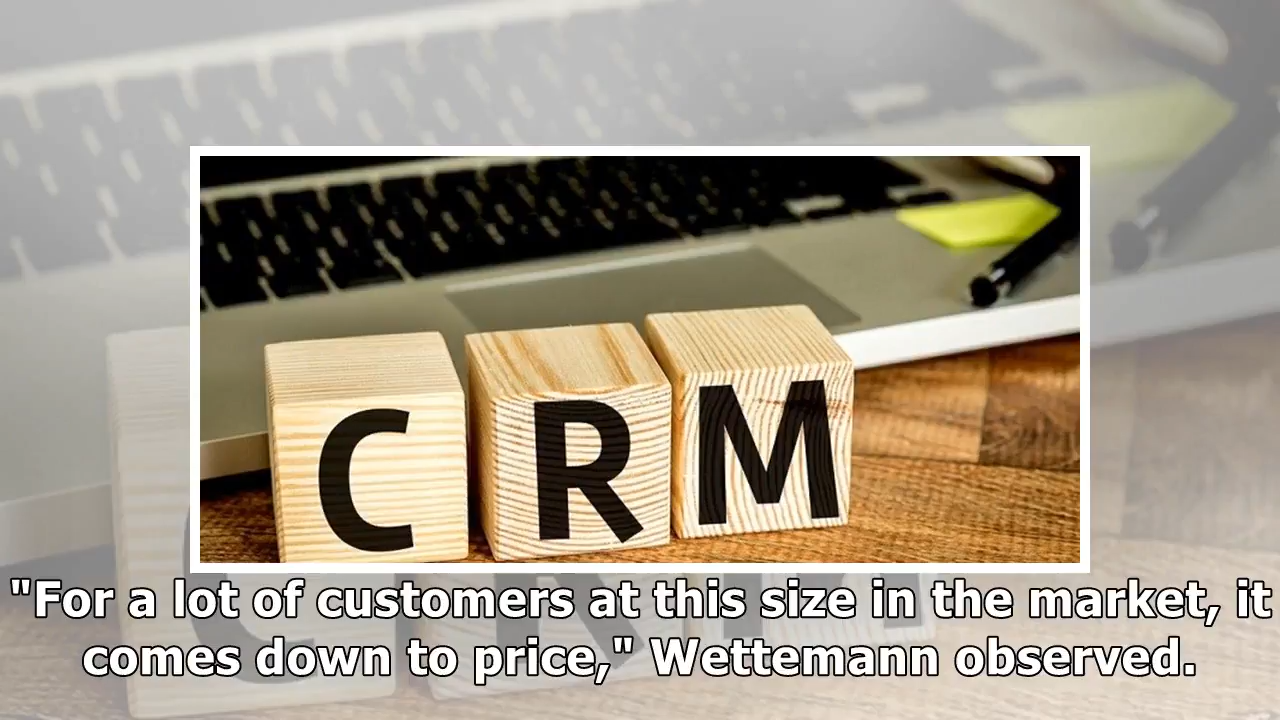 CRM
"For a lot of customers at this size in the market, it
comes down to price," Wettemann observed.